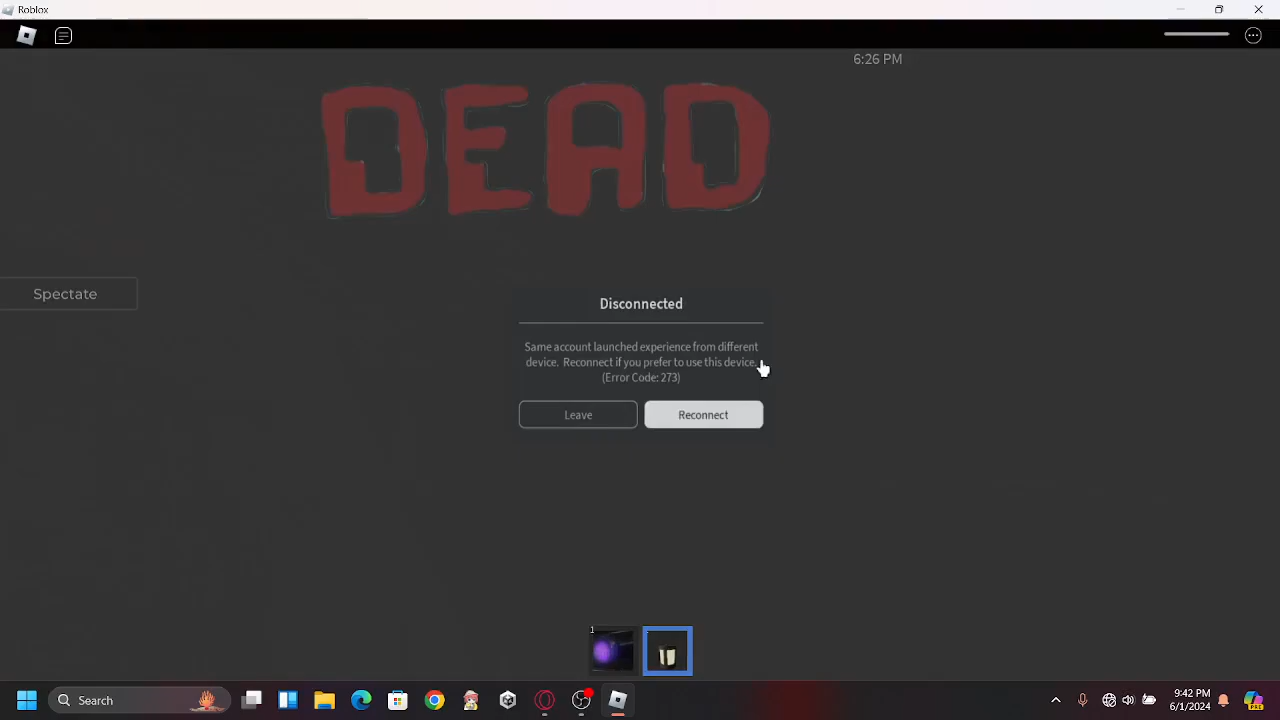 Roblox
6:26 PM
DEAD
Spectate
Disconnected
Same account launched experience from different
device. Reconnect if you prefer to use this device.
(Error Code: 273)
Leave
Reconnect
1
Search
9:42 PM
6/1/2024